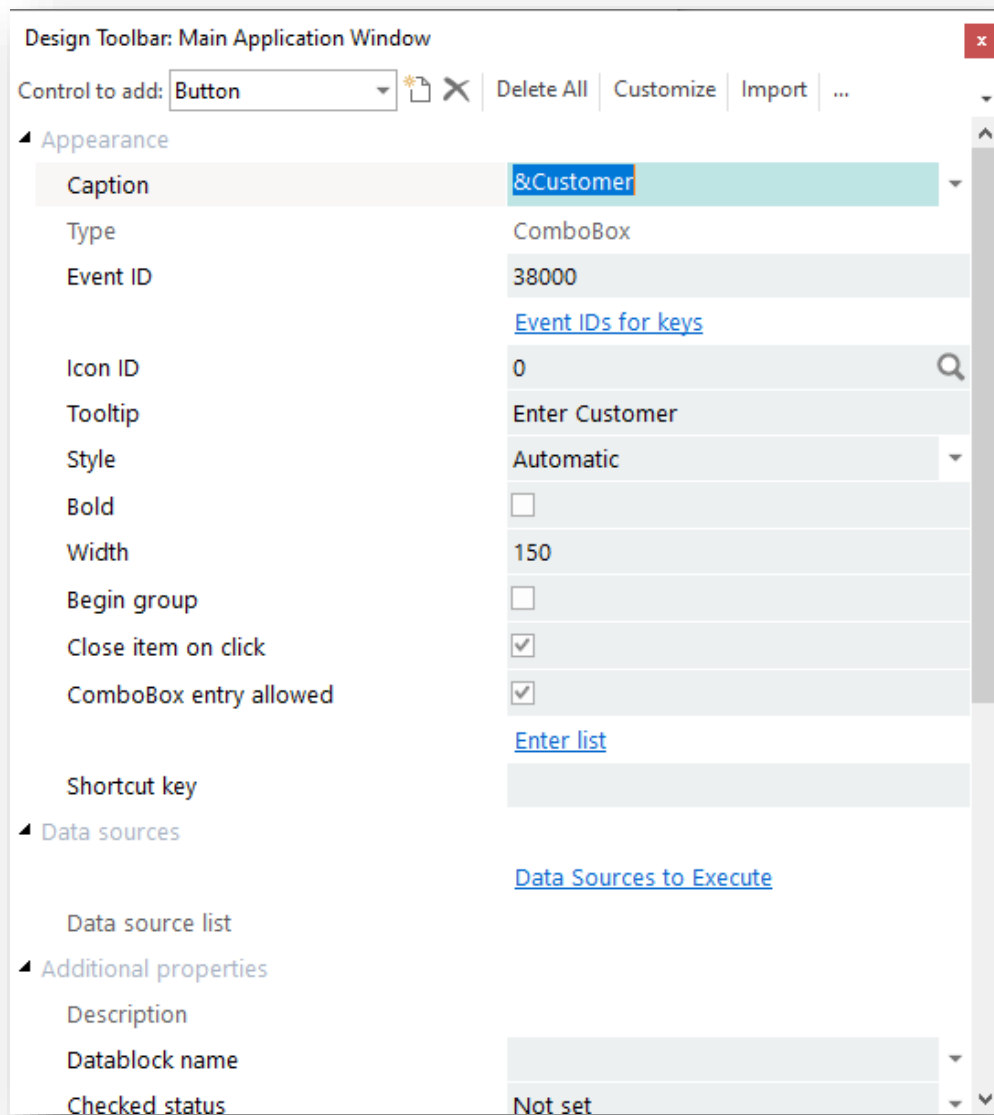 Design Toolbar: Main Application Window
x
Control to add: Button Delete All Customize Import ...
Appearance
Caption &Customer
Type ComboBox
Event ID 38000
Event IDs for keys
Icon ID 0
Tooltip Enter Customer
Style Automatic
Bold
Width 150
Begin group
Close item on click
ComboBox entry allowed
Enter list
Shortcut key
Data sources
Data Sources to Execute
Data source list
Additional properties
Description
Datablock name
Checked status Not set